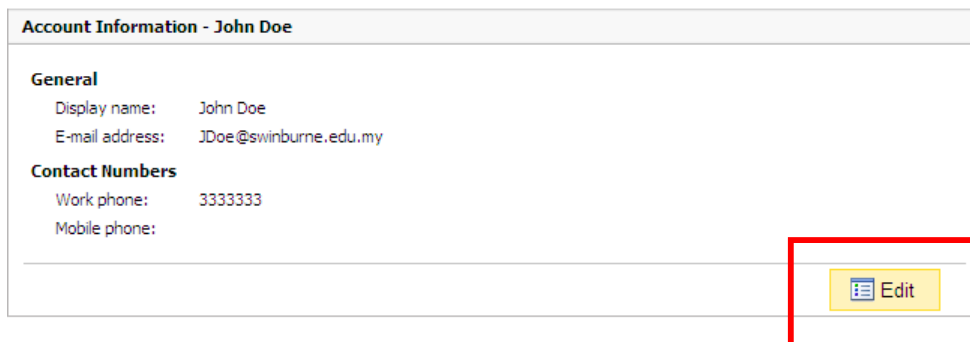 Account Information - John Doe
General
Display name: John Doe
E-mail address: JDoe@swinburne.edu.my
Contact Numbers
Work phone: 3333333
Mobile phone:
Edit